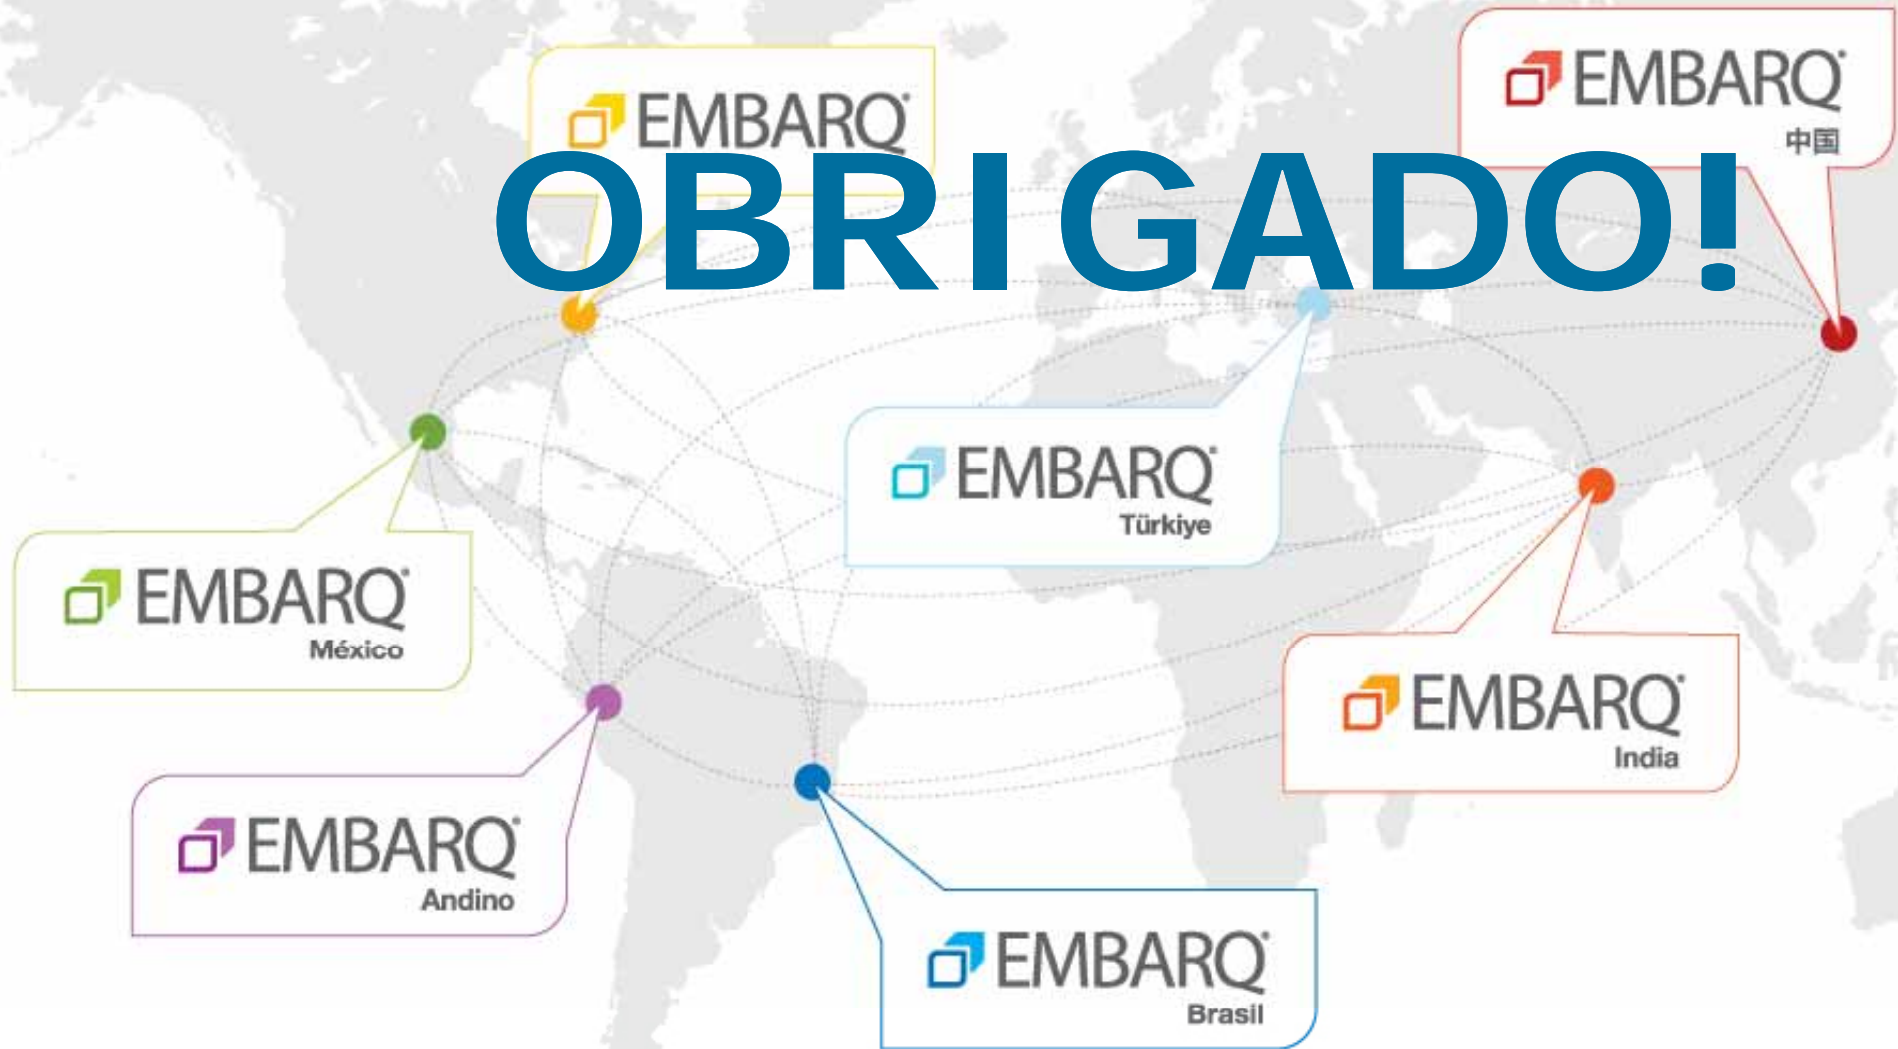 EMBARQ
EMBARQ
中国
OBRIGADO!
EMBARQ
Türkiye
EMBARQ
México
EMBARQ
India
EMBARQ
Andino
EMBARQ
Brasil